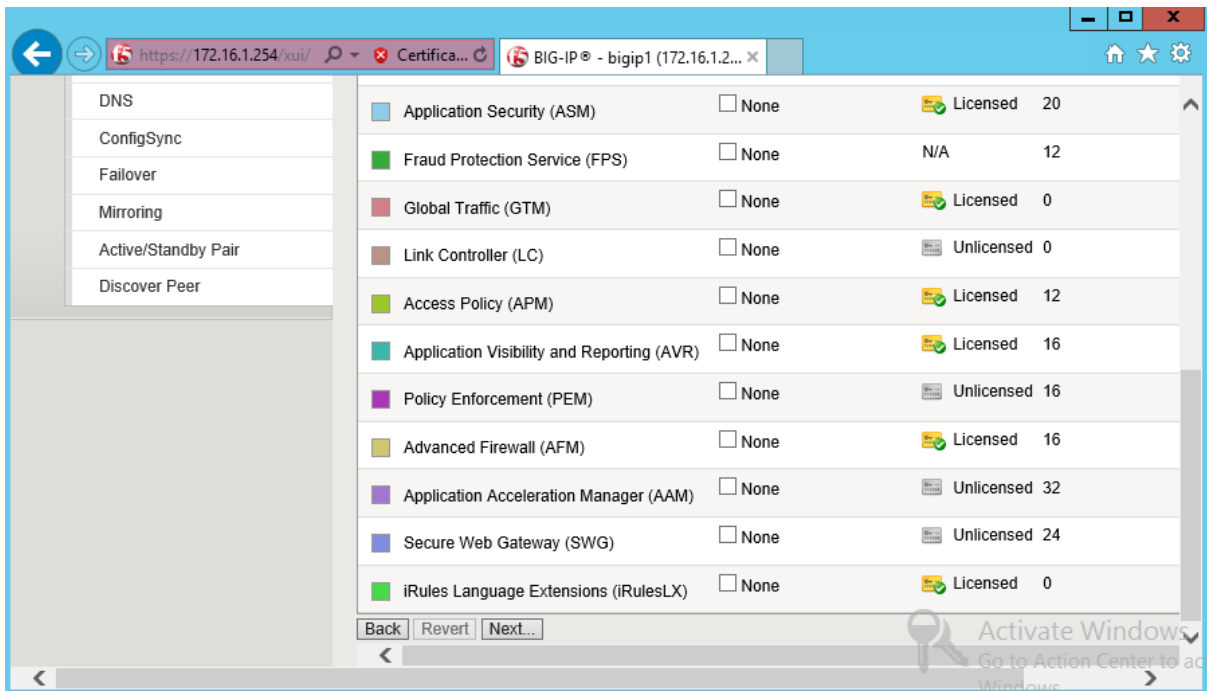 https://172.16.1.254/xui/ Certifica... BIG-IP® - bigip1 (172.16.1.2...
DNS
ConfigSync
Failover
Mirroring
Active/Standby Pair
Discover Peer
Application Security (ASM) None Licensed 20
Fraud Protection Service (FPS) None N/A 12
Global Traffic (GTM) None Licensed 0
Link Controller (LC) None Unlicensed 0
Access Policy (APM) None Licensed 12
Application Visibility and Reporting (AVR) None Licensed 16
Policy Enforcement (PEM) None Unlicensed 16
Advanced Firewall (AFM) None Licensed 16
Application Acceleration Manager (AAM) None Unlicensed 32
Secure Web Gateway (SWG) None Unlicensed 24
iRules Language Extensions (iRulesLX) None Licensed 0
Back Revert Next...
Activate Windows
Go to Action Center to ac
Windows